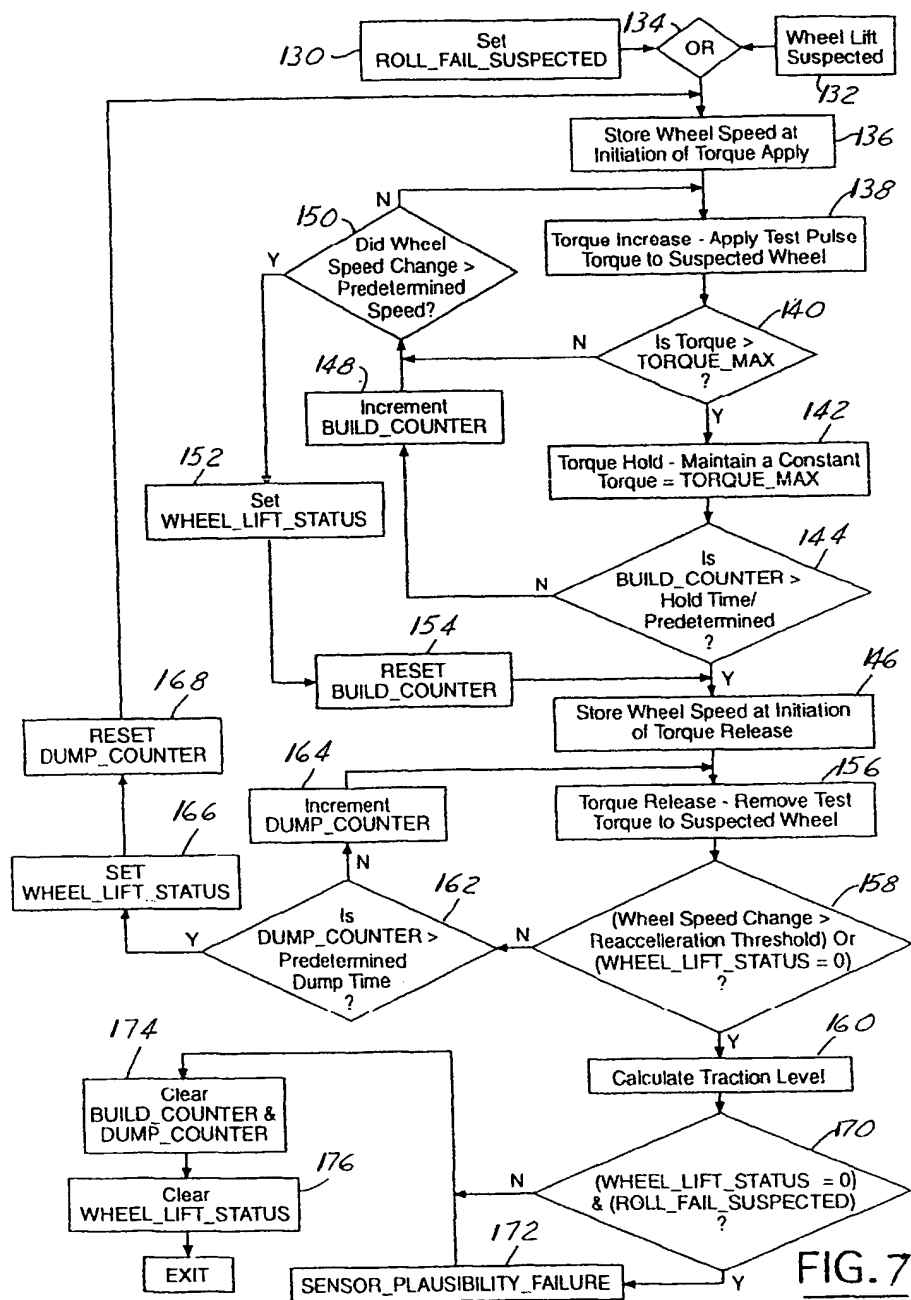 130
Set
ROLL_FAIL_SUSPECTED
134
OR
Wheel Lift
Suspected
132
Store Wheel Speed at
Initiation of Torque Apply
136
138
Torque Increase - Apply Test Pulse
Torque to Suspected Wheel
N
150
Did Wheel
Speed Change >
Predetermined
Speed?
Y
140
Is Torque >
TORQUE_MAX
?
N
Y
148
Increment
BUILD_COUNTER
142
Torque Hold - Maintain a Constant
Torque = TORQUE_MAX
152
Set
WHEEL_LIFT_STATUS
144
Is
BUILD_COUNTER >
Hold Time/
Predetermined
?
N
Y
154
RESET
BUILD_COUNTER
146
Store Wheel Speed at Initiation
of Torque Release
168
RESET
DUMP_COUNTER
164
Increment
DUMP_COUNTER
156
Torque Release - Remove Test
Torque to Suspected Wheel
166
SET
WHEEL_LIFT_STATUS
N
162
Is
DUMP_COUNTER >
Predetermined
Dump Time
?
Y
158
(Wheel Speed Change >
Reaccelleration Threshold) Or
(WHEEL_LIFT_STATUS = 0)
?
N
Y
160
Calculate Traction Level
174
Clear
BUILD_COUNTER &
DUMP_COUNTER
170
(WHEEL_LIFT_STATUS = 0)
& (ROLL_FAIL_SUSPECTED)
?
N
Y
176
Clear
WHEEL_LIFT_STATUS
172
SENSOR_PLAUSIBILITY_FAILURE
EXIT
FIG. 7